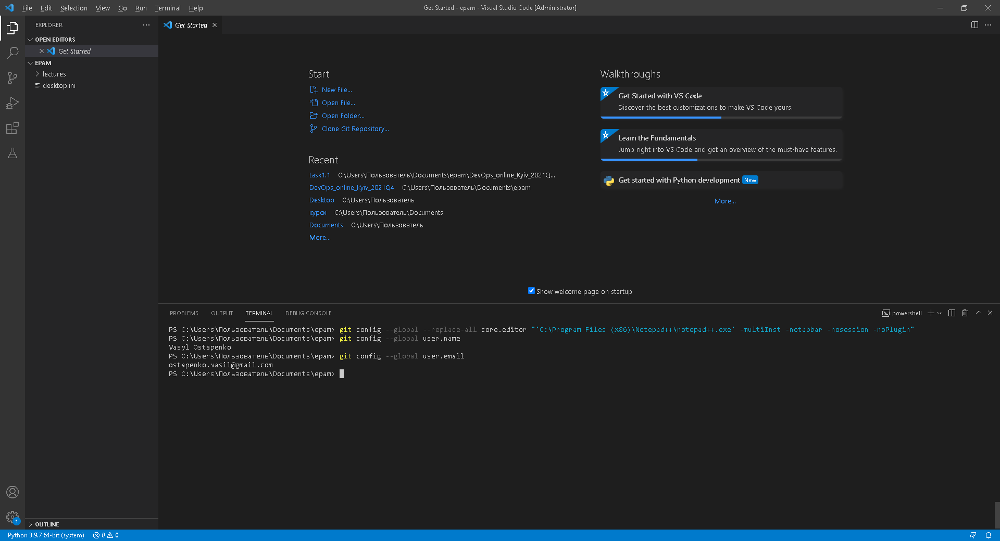 File Edit Selection View Go Run Terminal Help
Get Started - epam - Visual Studio Code [Administrator]
EXPLORER
OPEN EDITORS
Get Started
EPAM
lectures
desktop.ini
OUTLINE
Get Started
Start
New File...
Open File...
Open Folder...
Clone Git Repository...
Recent
task1.1 C:\Users\Пользователь\Documents\epam\DevOps_online_Kyiv_2021Q...
DevOps_online_Kyiv_2021Q4 C:\Users\Пользователь\Documents\epam
Desktop C:\Users\Пользователь
курси C:\Users\Пользователь\Documents
Documents C:\Users\Пользователь
More...
Walkthroughs
Get Started with VS Code
Discover the best customizations to make VS Code yours.
Learn the Fundamentals
Jump right into VS Code and get an overview of the must-have features.
Get started with Python development New
More...
Show welcome page on startup
PROBLEMS OUTPUT TERMINAL DEBUG CONSOLE
powershell
PS C:\Users\Пользователь\Documents\epam> git config --global --replace-all core.editor "'C:\Program Files (x86)\Notepad++\notepad++.exe' -multiInst -notabbar -nosession -noPlugin"
PS C:\Users\Пользователь\Documents\epam> git config --global user.name
Vasyl Ostapenko
PS C:\Users\Пользователь\Documents\epam> git config --global user.email
ostapenko.vasil@gmail.com
PS C:\Users\Пользователь\Documents\epam>
1
Python 3.9.7 64-bit (system) 0 0